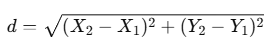 d = √(X₂ − X₁)² + (Y₂ − Y₁)²